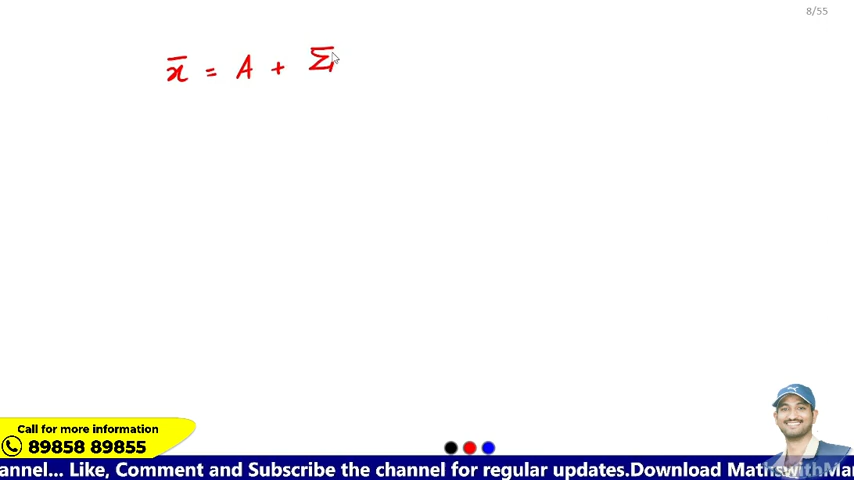 8/55
x̄ = A + Σ
Call for more information
89858 89855
annel... Like, Comment and Subscribe the channel for regular updates.Download MathswithMar